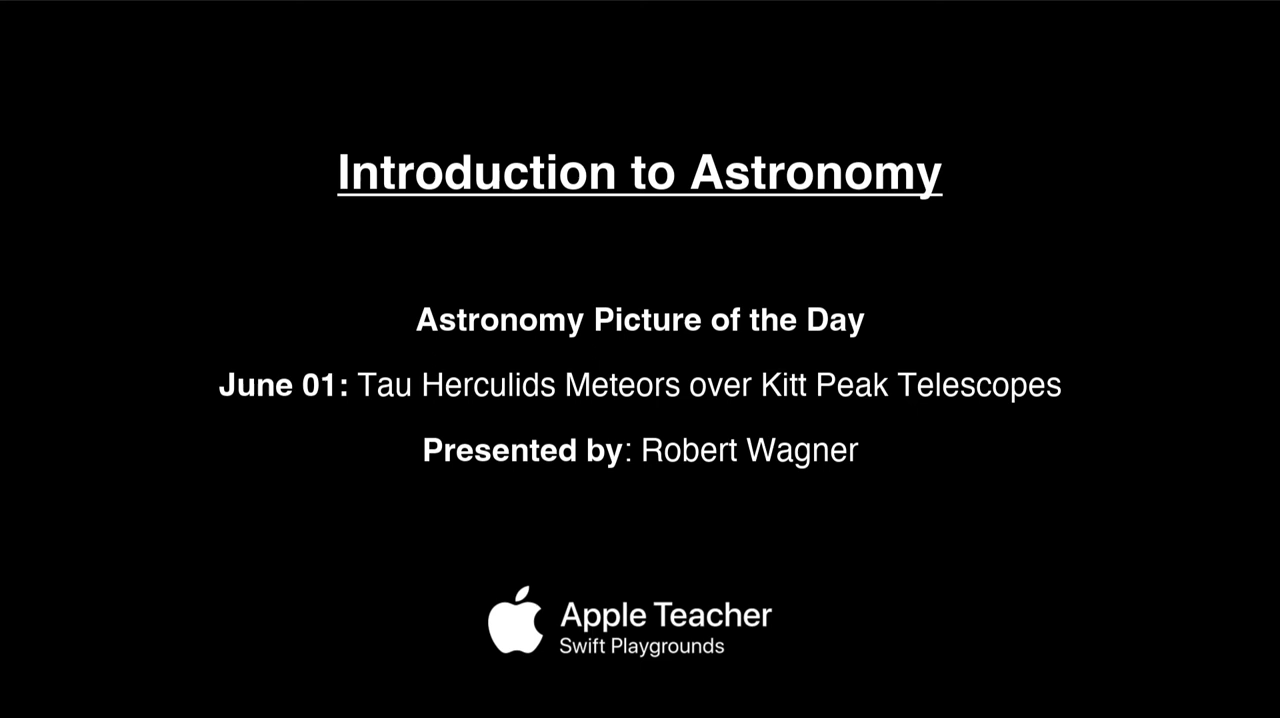 Introduction to Astronomy
Astronomy Picture of the Day
June 01: Tau Herculids Meteors over Kitt Peak Telescopes
Presented by: Robert Wagner
Apple Teacher
Swift Playgrounds